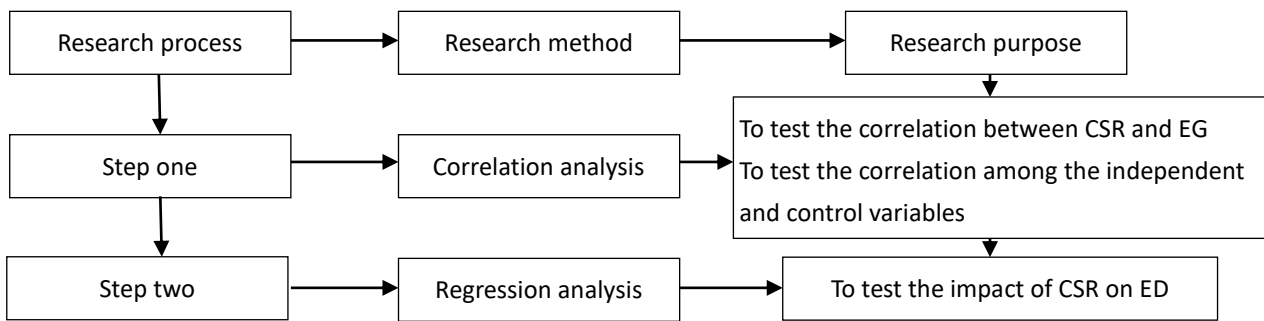 Research process
Research method
Research purpose
Step one
Correlation analysis
To test the correlation between CSR and EG
To test the correlation among the independent
and control variables
Step two
Regression analysis
To test the impact of CSR on ED